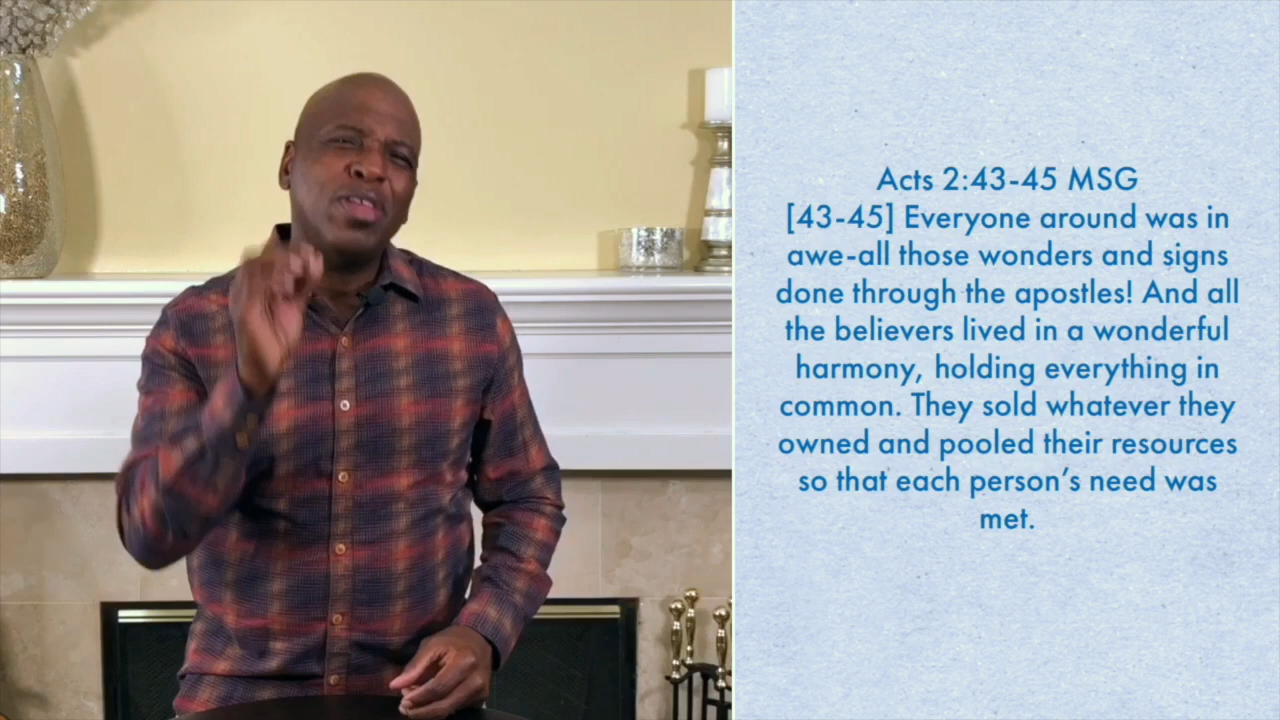 Acts 2:43-45 MSG
[43-45] Everyone around was in
awe-all those wonders and signs
done through the apostles! And all
the believers lived in a wonderful
harmony, holding everything in
common. They sold whatever they
owned and pooled their resources
so that each person’s need was
met.